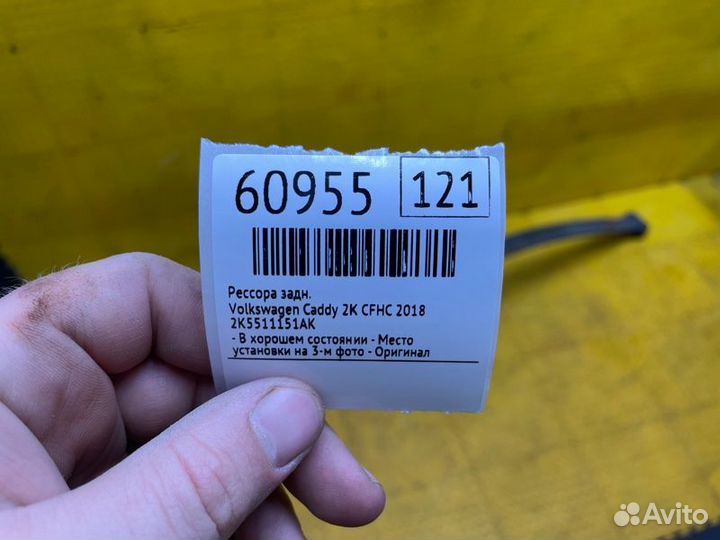 60955 121
Рессора задн.
Volkswagen Caddy 2K CFHC 2018
2K5511151AK
- В хорошем состоянии - Место
установки на 3-м фото - Оригинал
Avito